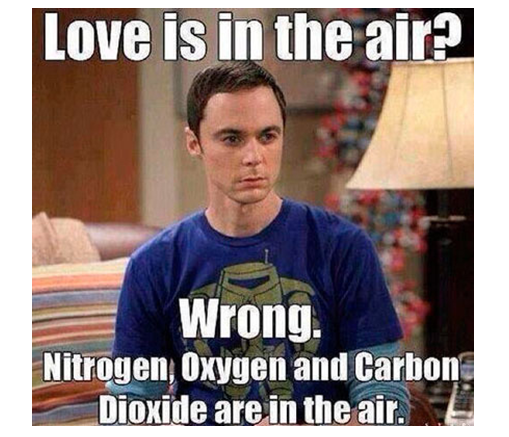 Love is in the air?
Wrong.
Nitrogen, Oxygen and Carbon
Dioxide are in the air.